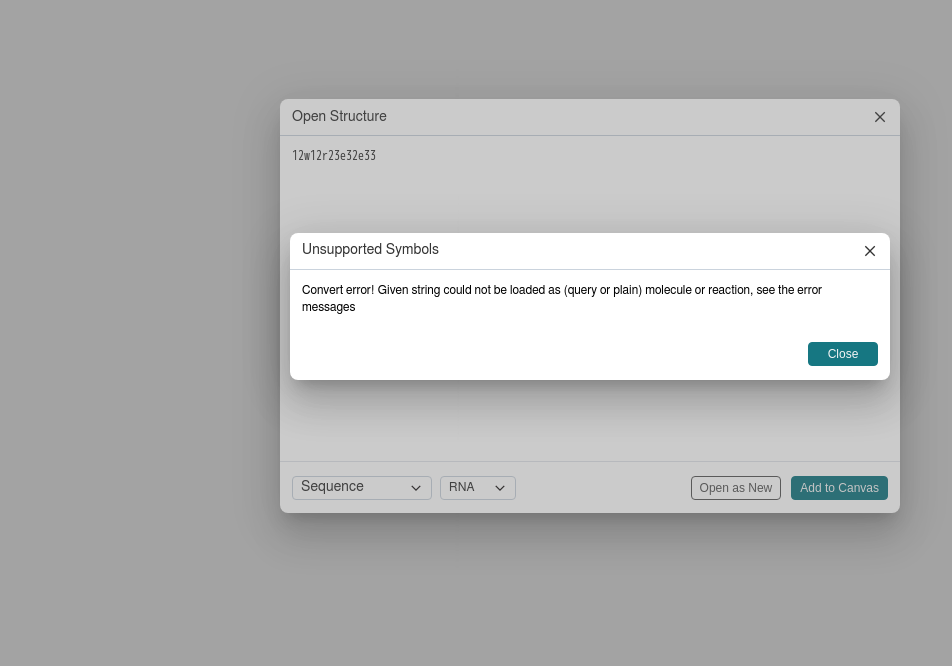 Open Structure
12w12r23e32e33
Unsupported Symbols
Convert error! Given string could not be loaded as (query or plain) molecule or reaction, see the error
messages
Close
Sequence
RNA
Open as New
Add to Canvas